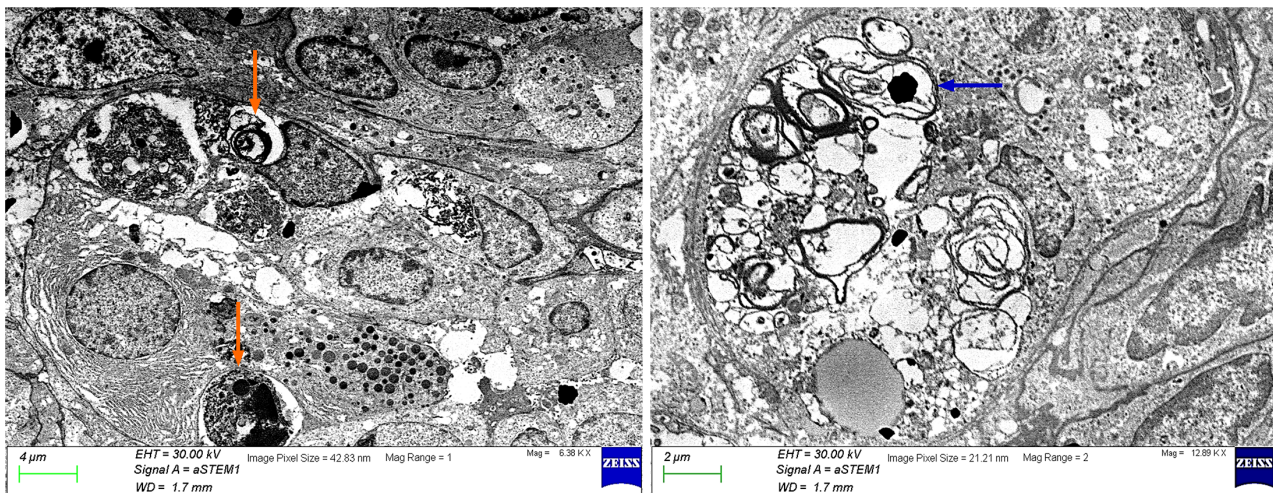 4 µm
EHT = 30.00 kV
Signal A = aSTEM1
WD = 1.7 mm
Image Pixel Size = 42.83 nm
Mag Range = 1
Mag = 6.38 K X
ZEISS
2 µm
EHT = 30.00 kV
Signal A = aSTEM1
WD = 1.7 mm
Image Pixel Size = 21.21 nm
Mag Range = 2
Mag = 12.89 K X
ZEISS